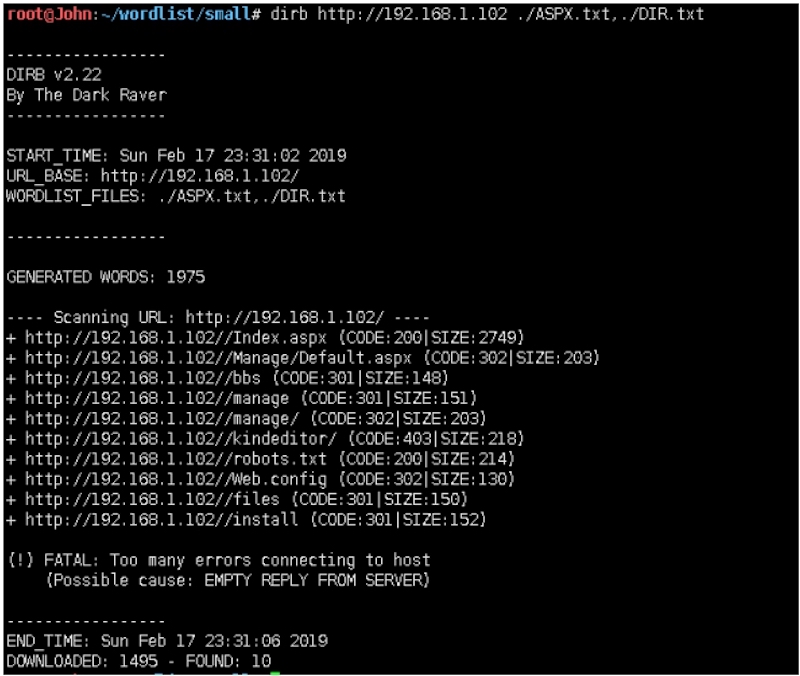 root@John:~/wordlist/small# dirb http://192.168.1.102 ./ASPX.txt,./DIR.txt
-----------------
DIRB v2.22
By The Dark Raver
-----------------
START_TIME: Sun Feb 17 23:31:02 2019
URL_BASE: http://192.168.1.102/
WORDLIST_FILES: ./ASPX.txt,./DIR.txt
-----------------
GENERATED WORDS: 1975
---- Scanning URL: http://192.168.1.102/ ----
+ http://192.168.1.102//Index.aspx (CODE:200|SIZE:2749)
+ http://192.168.1.102//Manage/Default.aspx (CODE:302|SIZE:203)
+ http://192.168.1.102//bbs (CODE:301|SIZE:148)
+ http://192.168.1.102//manage (CODE:301|SIZE:151)
+ http://192.168.1.102//manage/ (CODE:302|SIZE:203)
+ http://192.168.1.102//kindeditor/ (CODE:403|SIZE:218)
+ http://192.168.1.102//robots.txt (CODE:200|SIZE:214)
+ http://192.168.1.102//Web.config (CODE:302|SIZE:130)
+ http://192.168.1.102//files (CODE:301|SIZE:150)
+ http://192.168.1.102//install (CODE:301|SIZE:152)
(!) FATAL: Too many errors connecting to host
(Possible cause: EMPTY REPLY FROM SERVER)
-----------------
END_TIME: Sun Feb 17 23:31:06 2019
DOWNLOADED: 1495 - FOUND: 10